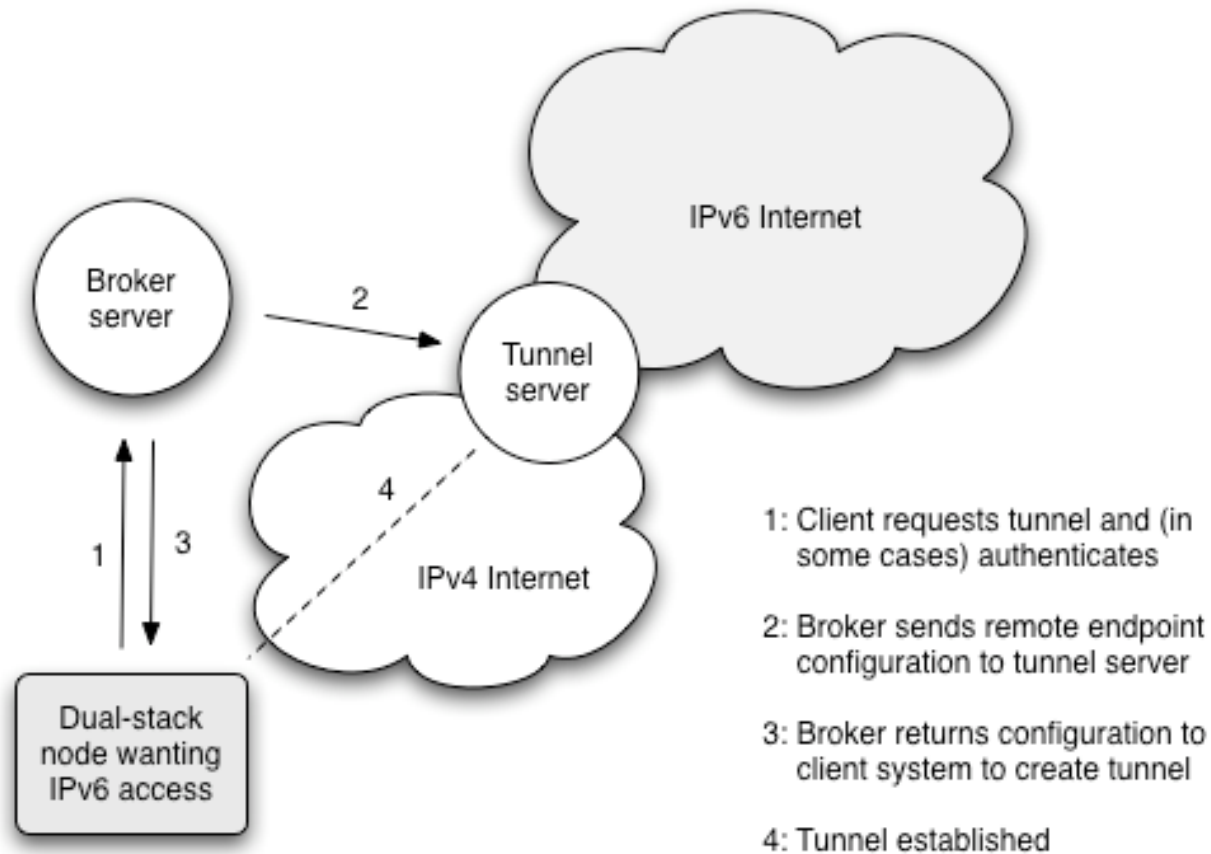 IPv6 Internet
Broker
server
2
Tunnel
server
4
1
3
IPv4 Internet
Dual-stack
node wanting
IPv6 access
1: Client requests tunnel and (in
some cases) authenticates
2: Broker sends remote endpoint
configuration to tunnel server
3: Broker returns configuration to
client system to create tunnel
4: Tunnel established